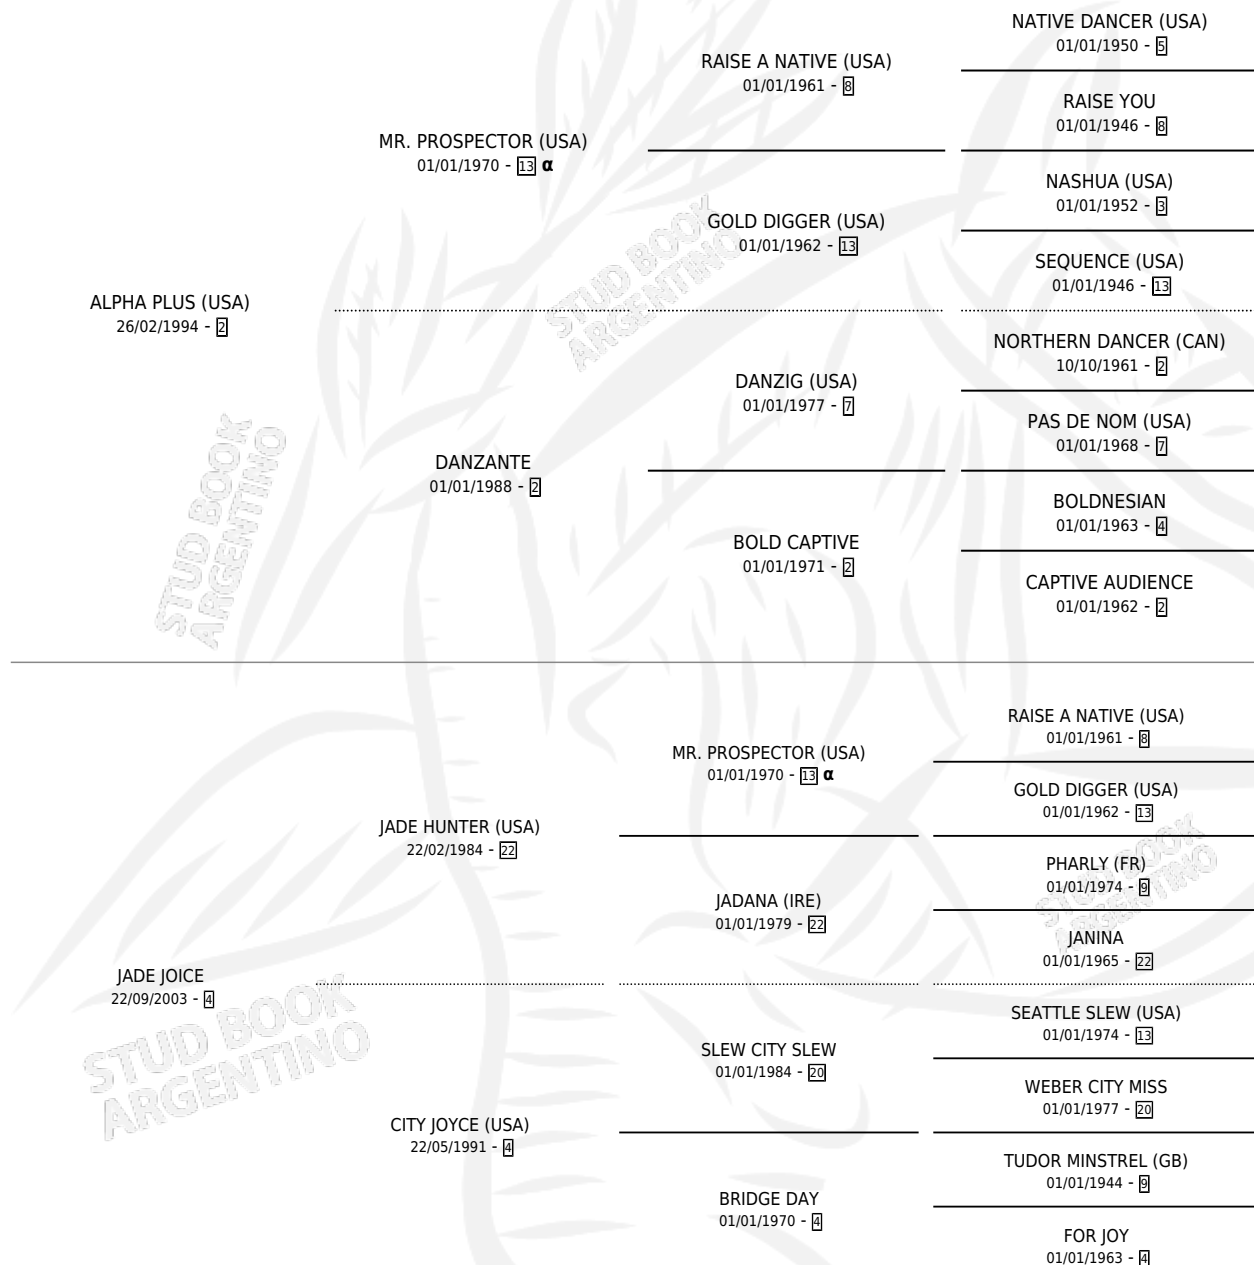 NATIVE DANCER (USA)
01/01/1950 - 5
RAISE A NATIVE (USA)
01/01/1961 - 8
RAISE YOU
01/01/1946 - 8
MR. PROSPECTOR (USA)
01/01/1970 - 13 α
NASHUA (USA)
01/01/1952 - 3
GOLD DIGGER (USA)
01/01/1962 - 13
SEQUENCE (USA)
01/01/1946 - 13
STUD BOOK
ARGENTINO
ALPHA PLUS (USA)
26/02/1994 - 2
NORTHERN DANCER (CAN)
10/10/1961 - 2
DANZIG (USA)
01/01/1977 - 7
PAS DE NOM (USA)
01/01/1968 - 7
DANZANTE
01/01/1988 - 2
BOLDNESIAN
01/01/1963 - 4
BOLD CAPTIVE
01/01/1971 - 2
CAPTIVE AUDIENCE
01/01/1962 - 2
STUD BOOK
ARGENTINO
RAISE A NATIVE (USA)
01/01/1961 - 8
MR. PROSPECTOR (USA)
01/01/1970 - 13 α
GOLD DIGGER (USA)
01/01/1962 - 13
JADE HUNTER (USA)
22/02/1984 - 22
PHARLY (FR)
01/01/1974 - 9
JADANA (IRE)
01/01/1979 - 22
JANINA
01/01/1965 - 22
STUD BOOK
ARGENTINO
JADE JOICE
22/09/2003 - 4
SEATTLE SLEW (USA)
01/01/1974 - 13
SLEW CITY SLEW
01/01/1984 - 20
WEBER CITY MISS
01/01/1977 - 20
STUD BOOK
ARGENTINO
CITY JOYCE (USA)
22/05/1991 - 4
TUDOR MINSTREL (GB)
01/01/1944 - 9
BRIDGE DAY
01/01/1970 - 4
FOR JOY
01/01/1963 - 4